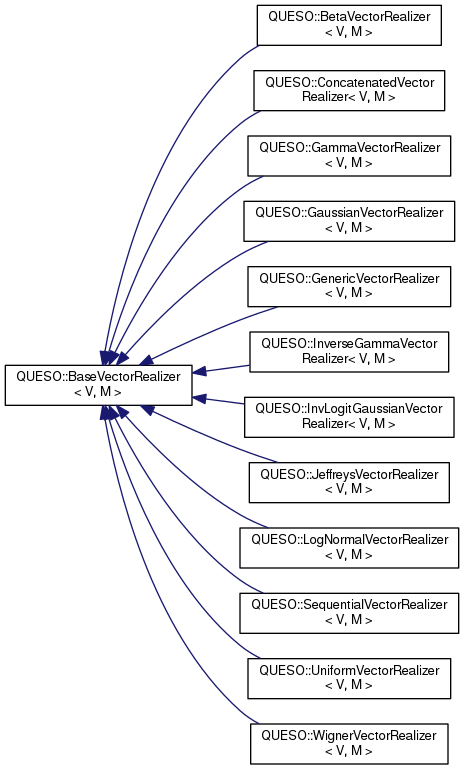 QUESO::BetaVectorRealizer
< V, M >
QUESO::ConcatenatedVector
Realizer< V, M >
QUESO::GammaVectorRealizer
< V, M >
QUESO::GaussianVectorRealizer
< V, M >
QUESO::GenericVectorRealizer
< V, M >
QUESO::InverseGammaVector
Realizer< V, M >
QUESO::BaseVectorRealizer
< V, M >
QUESO::InvLogitGaussianVector
Realizer< V, M >
QUESO::JeffreysVectorRealizer
< V, M >
QUESO::LogNormalVectorRealizer
< V, M >
QUESO::SequentialVectorRealizer
< V, M >
QUESO::UniformVectorRealizer
< V, M >
QUESO::WignerVectorRealizer
< V, M >